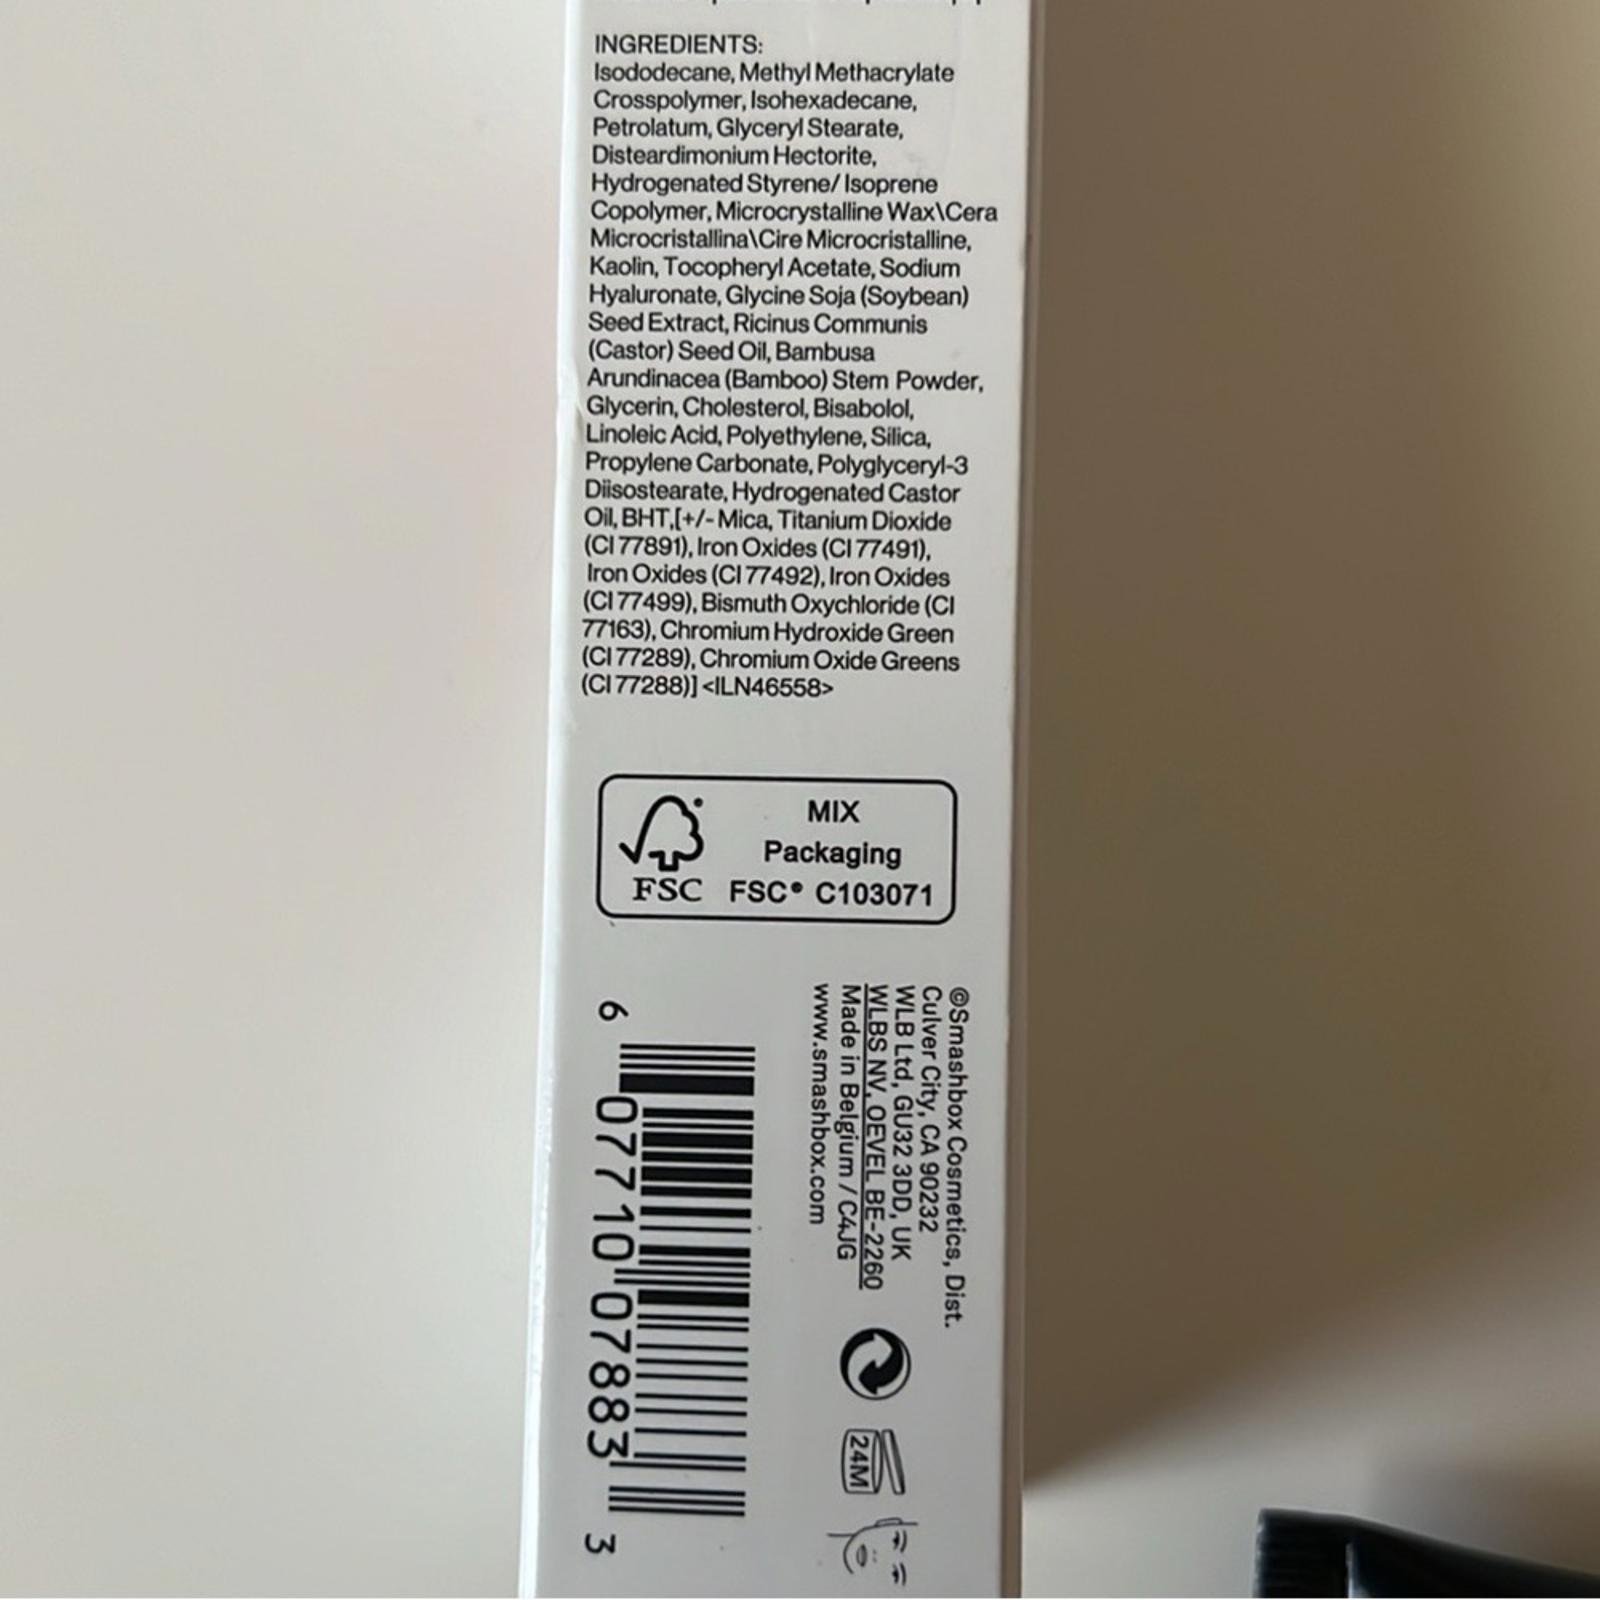 INGREDIENTS:
Isododecane, Methyl Methacrylate
Crosspolymer, Isohexadecane,
Petrolatum, Glyceryl Stearate,
Disteardimonium Hectorite,
Hydrogenated Styrene/ Isoprene
Copolymer, Microcrystalline Wax\Cera
Microcristallina\Cire Microcristalline,
Kaolin, Tocopheryl Acetate, Sodium
Hyaluronate, Glycine Soja (Soybean)
Seed Extract, Ricinus Communis
(Castor) Seed Oil, Bambusa
Arundinacea (Bamboo) Stem Powder,
Glycerin, Cholesterol, Bisabolol,
Linoleic Acid, Polyethylene, Silica,
Propylene Carbonate, Polyglyceryl-3
Diisostearate, Hydrogenated Castor
Oil, BHT,[+/- Mica, Titanium Dioxide
(CI 77891), Iron Oxides (CI 77491),
Iron Oxides (CI 77492), Iron Oxides
(CI 77499), Bismuth Oxychloride (CI
77163), Chromium Hydroxide Green
(CI 77289), Chromium Oxide Greens
(CI 77288)] <ILN46558>
MIX
Packaging
FSC FSC® C103071
©Smashbox Cosmetics, Dist.
Culver City, CA 90232
WLB Ltd, GU32 3DD, UK
WLBS NV, OEVEL BE-2260
Made in Belgium / C4JG
www.smashbox.com
24M
6 07710 07883 3